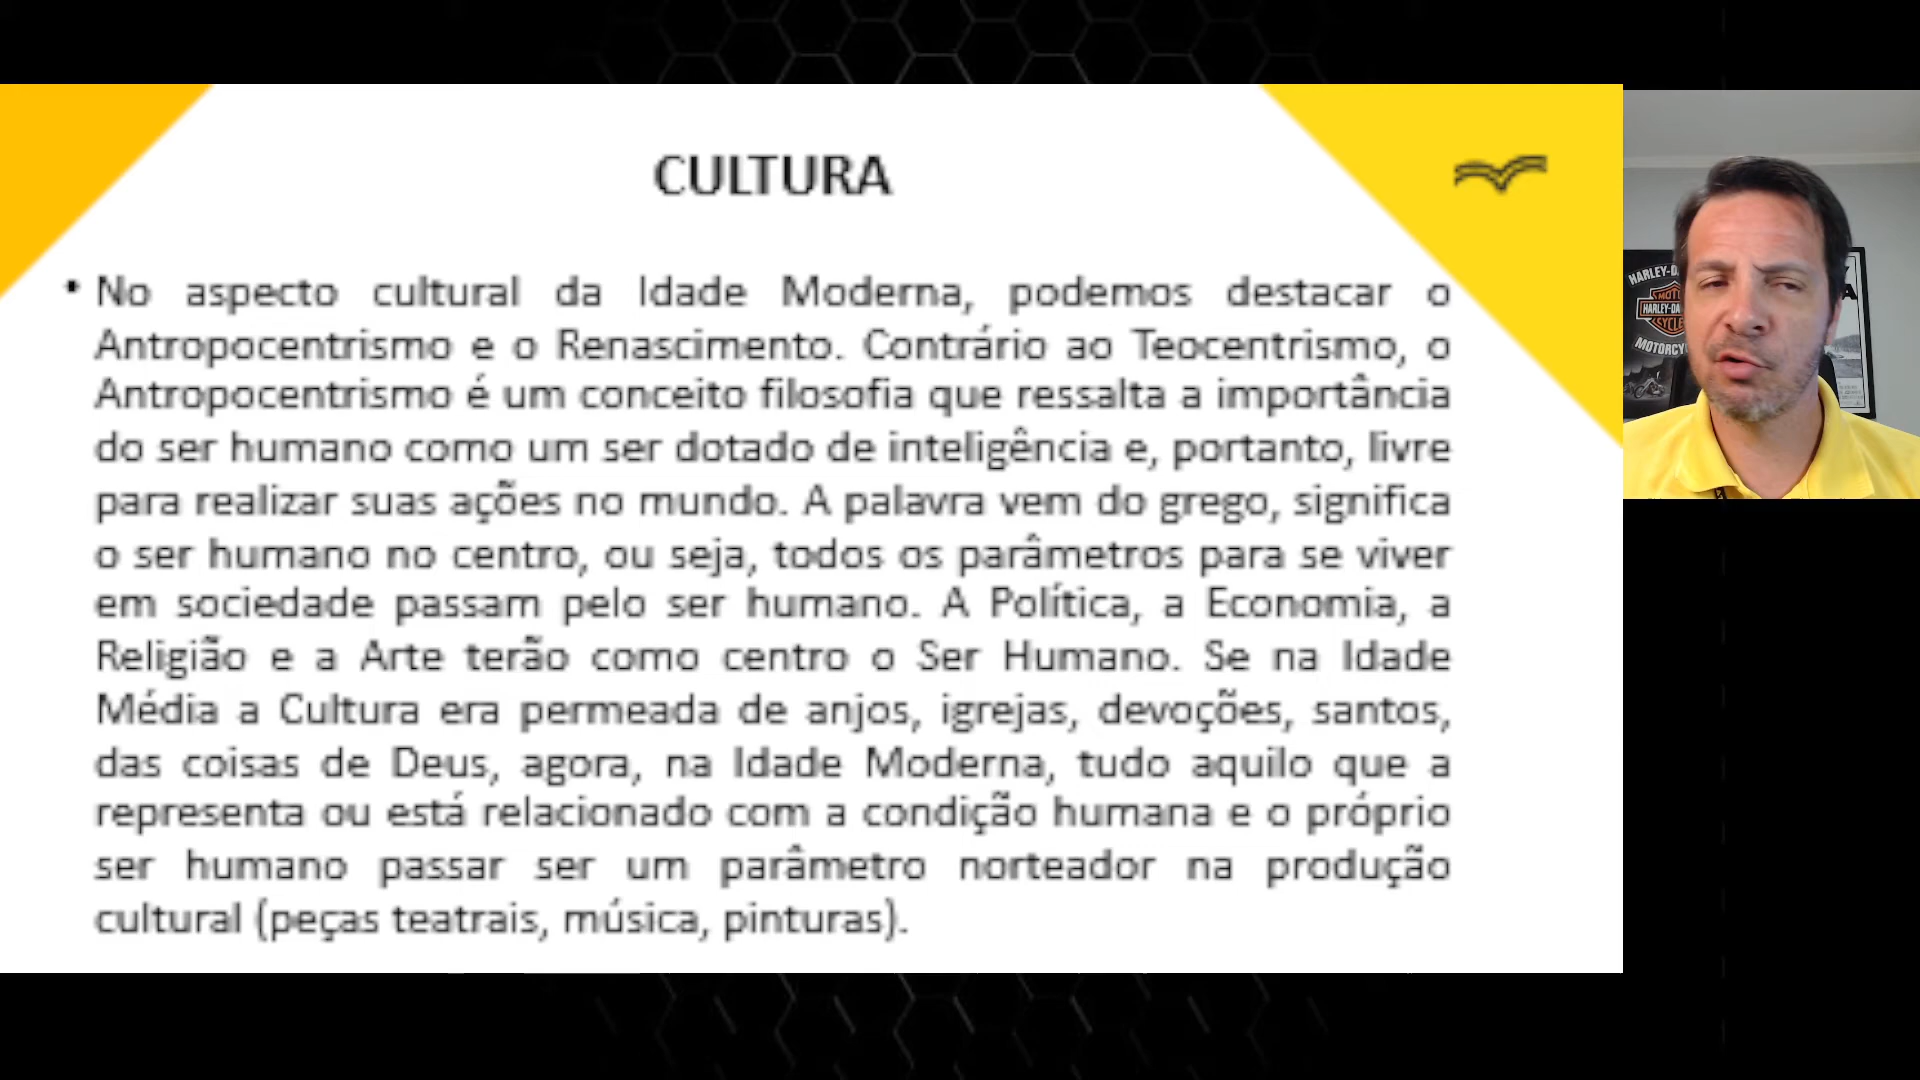 CULTURA
• No aspecto cultural da Idade Moderna, podemos destacar o
Antropocentrismo e o Renascimento. Contrário ao Teocentrismo, o
Antropocentrismo é um conceito filosofia que ressalta a importância
do ser humano como um ser dotado de inteligência e, portanto, livre
para realizar suas ações no mundo. A palavra vem do grego, significa
o ser humano no centro, ou seja, todos os parâmetros para se viver
em sociedade passam pelo ser humano. A Política, a Economia, a
Religião e a Arte terão como centro o Ser Humano. Se na Idade
Média a Cultura era permeada de anjos, igrejas, devoções, santos,
das coisas de Deus, agora, na Idade Moderna, tudo aquilo que a
representa ou está relacionado com a condição humana e o próprio
ser humano passar ser um parâmetro norteador na produção
cultural (peças teatrais, música, pinturas).
HARLEY-D
MOT
HARLEY-DA
CYCLE
MOTORCYC